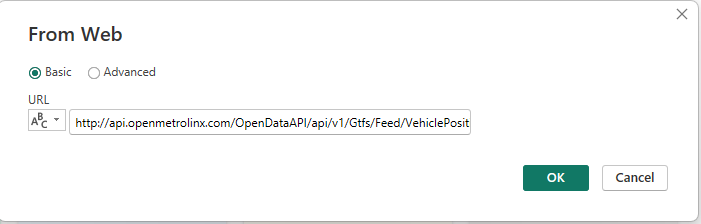 From Web
Basic Advanced
URL
ABC http://api.openmetrolinx.com/OpenDataAPI/api/v1/Gtfs/Feed/VehiclePosit
OK Cancel